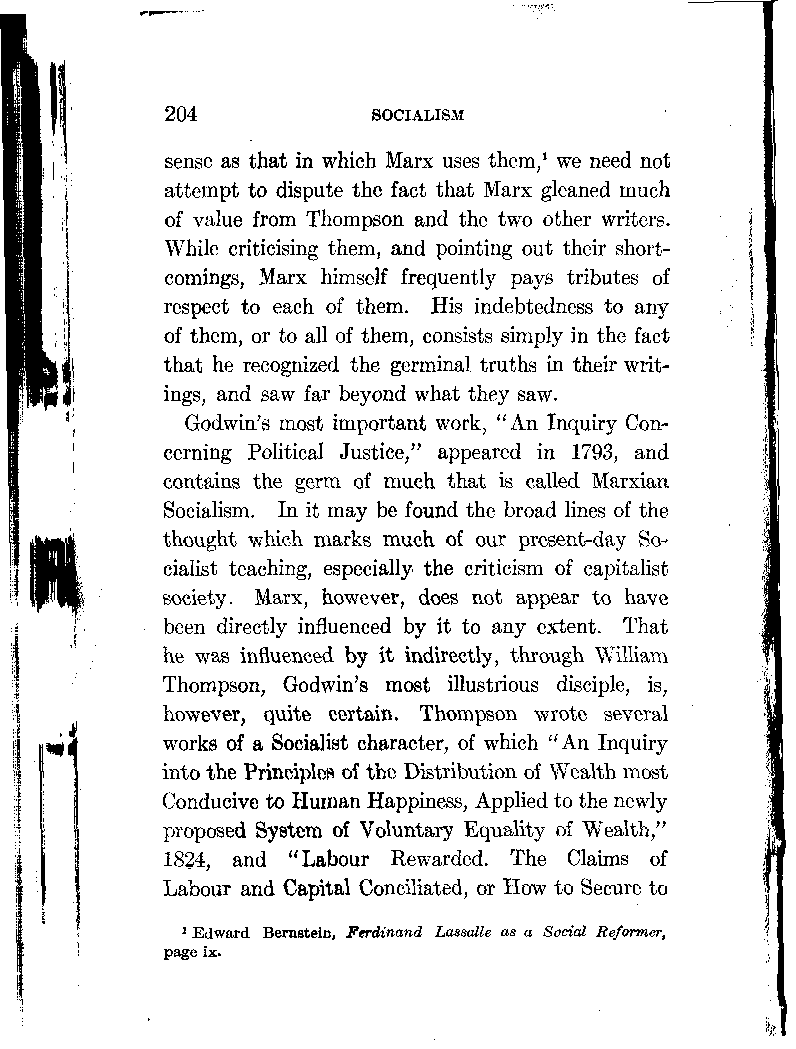 204 SOCIALISM
sense as that in which Marx uses them,¹ we need not
attempt to dispute the fact that Marx gleaned much
of value from Thompson and the two other writers.
While criticising them, and pointing out their short-
comings, Marx himself frequently pays tributes of
respect to each of them. His indebtedness to any
of them, or to all of them, consists simply in the fact
that he recognized the germinal truths in their writ-
ings, and saw far beyond what they saw.
Godwin's most important work, "An Inquiry Con-
cerning Political Justice," appeared in 1793, and
contains the germ of much that is called Marxian
Socialism. In it may be found the broad lines of the
thought which marks much of our present-day So-
cialist teaching, especially the criticism of capitalist
society. Marx, however, does not appear to have
been directly influenced by it to any extent. That
he was influenced by it indirectly, through William
Thompson, Godwin's most illustrious disciple, is,
however, quite certain. Thompson wrote several
works of a Socialist character, of which "An Inquiry
into the Principles of the Distribution of Wealth most
Conducive to Human Happiness, Applied to the newly
proposed System of Voluntary Equality of Wealth,"
1824, and "Labour Rewarded. The Claims of
Labour and Capital Conciliated, or How to Secure to
¹ Edward Bernstein, Ferdinand Lassalle as a Social Reformer,
page ix.